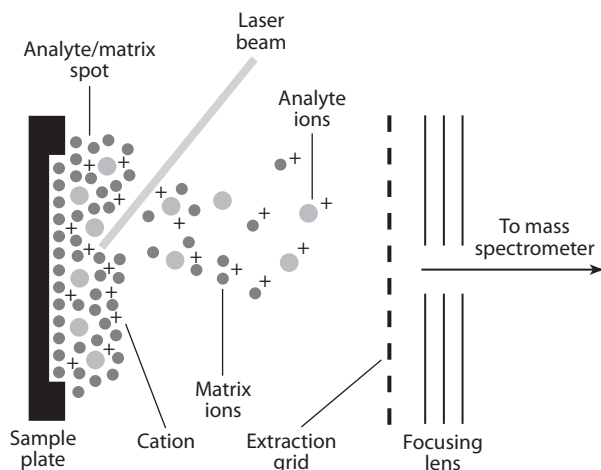 Laser
beam
Analyte/matrix
spot
Analyte
ions
To mass
spectrometer
Matrix
ions
Sample
plate
Cation
Extraction
grid
Focusing
lens